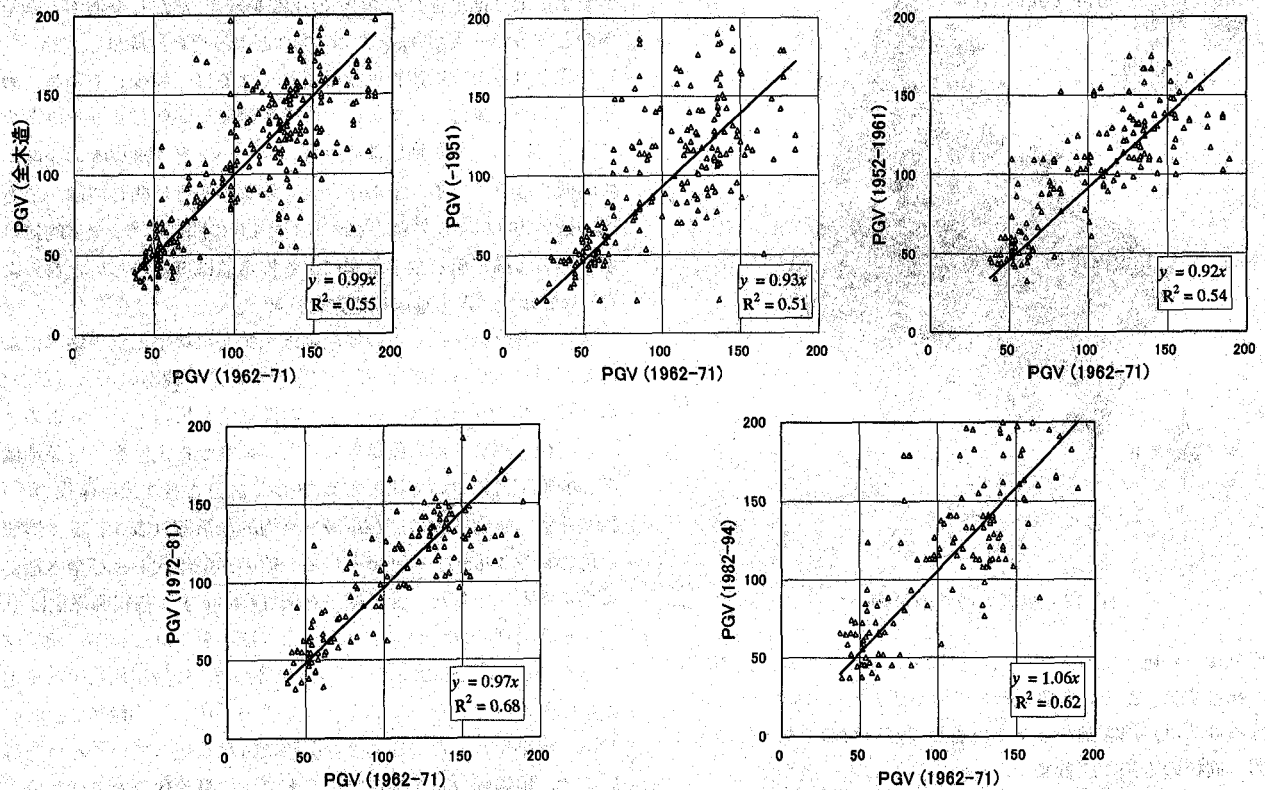 200
150
100
50
0
PGV (全木造)
y = 0.99x
R² = 0.55
0 50 100 150 200
PGV (1962-71)
200
150
100
50
0
PGV (-1951)
y = 0.93x
R² = 0.51
0 50 100 150 200
PGV (1962-71)
200
150
100
50
0
PGV (1952-1961)
y = 0.92x
R² = 0.54
0 50 100 150 200
PGV (1962-71)
200
150
100
50
0
PGV (1972-81)
y = 0.97x
R² = 0.68
0 50 100 150 200
PGV (1962-71)
200
150
100
50
0
PGV (1982-94)
y = 1.06x
R² = 0.62
0 50 100 150 200
PGV (1962-71)